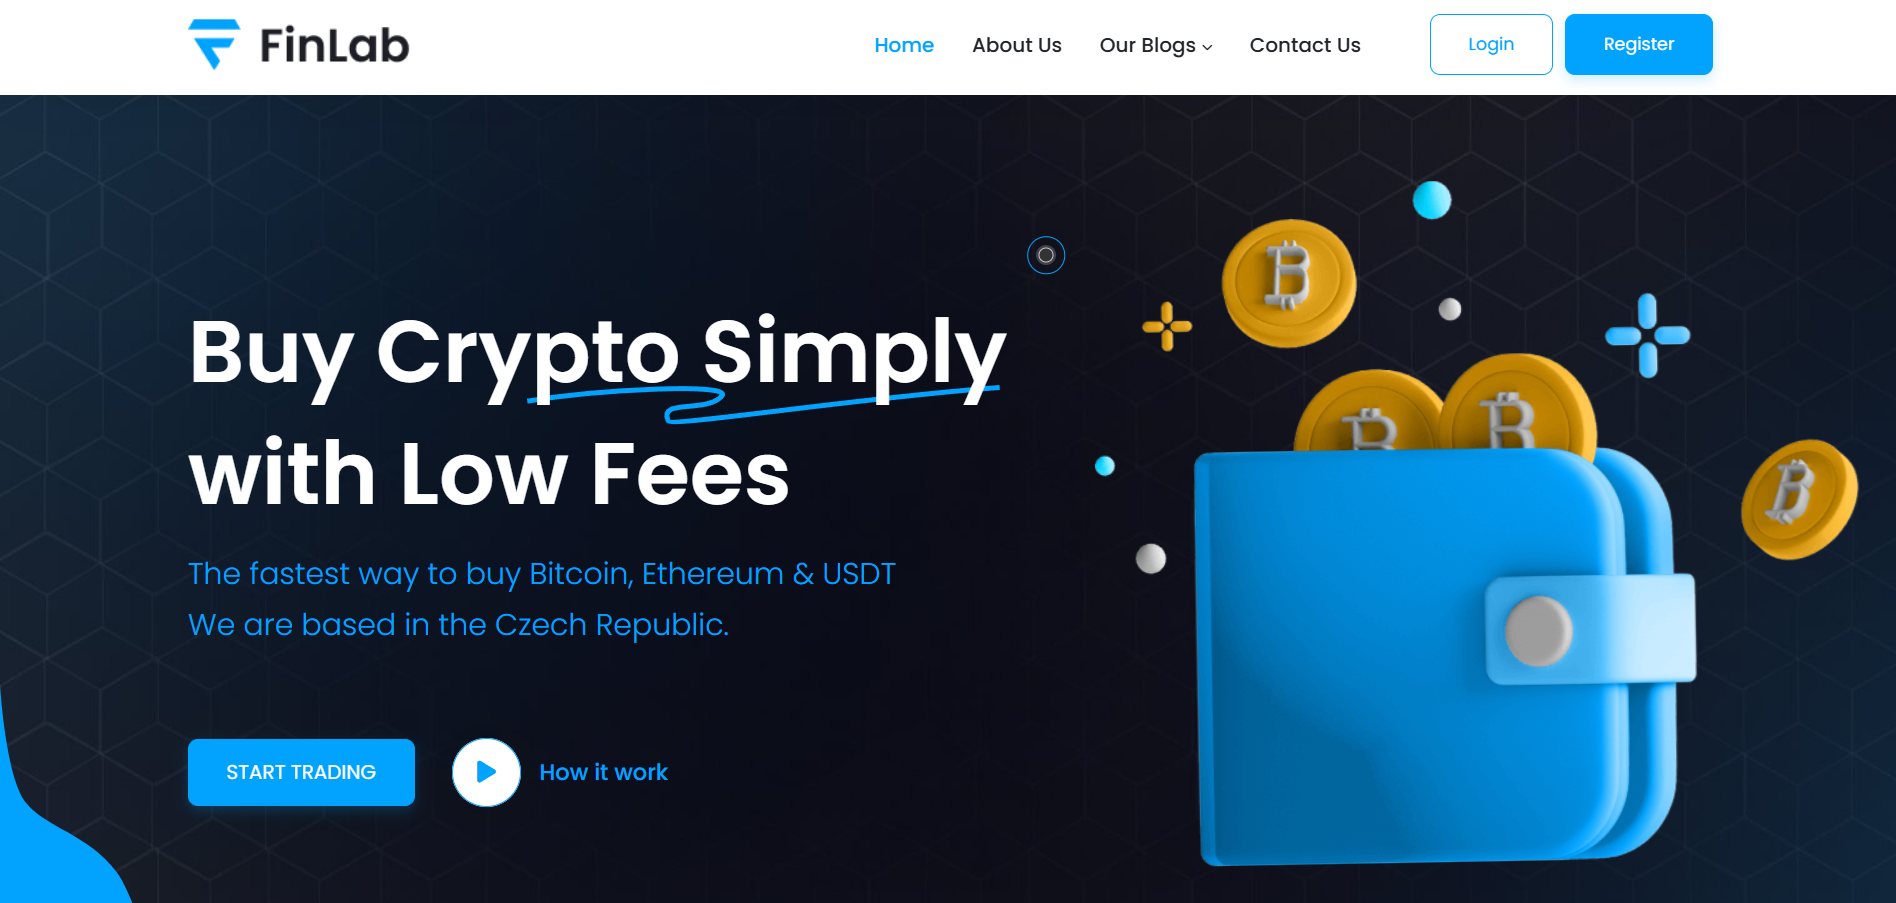 FinLab
Home
About Us
Our Blogs
Contact Us
Login
Register
Buy Crypto Simply
with Low Fees
The fastest way to buy Bitcoin, Ethereum & USDT
We are based in the Czech Republic.
START TRADING
How it work